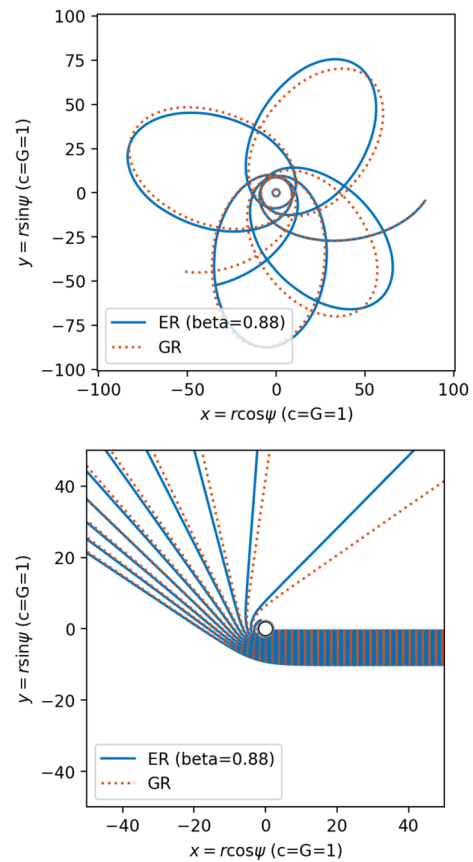 100
75
50
25
0
−25
−50
−75
−100
y = rsinψ (c=G=1)
ER (beta=0.88)
GR
−100 −50 0 50 100
x = rcosψ (c=G=1)
40
20
0
−20
−40
y = rsinψ (c=G=1)
ER (beta=0.88)
GR
−40 −20 0 20 40
x = rcosψ (c=G=1)